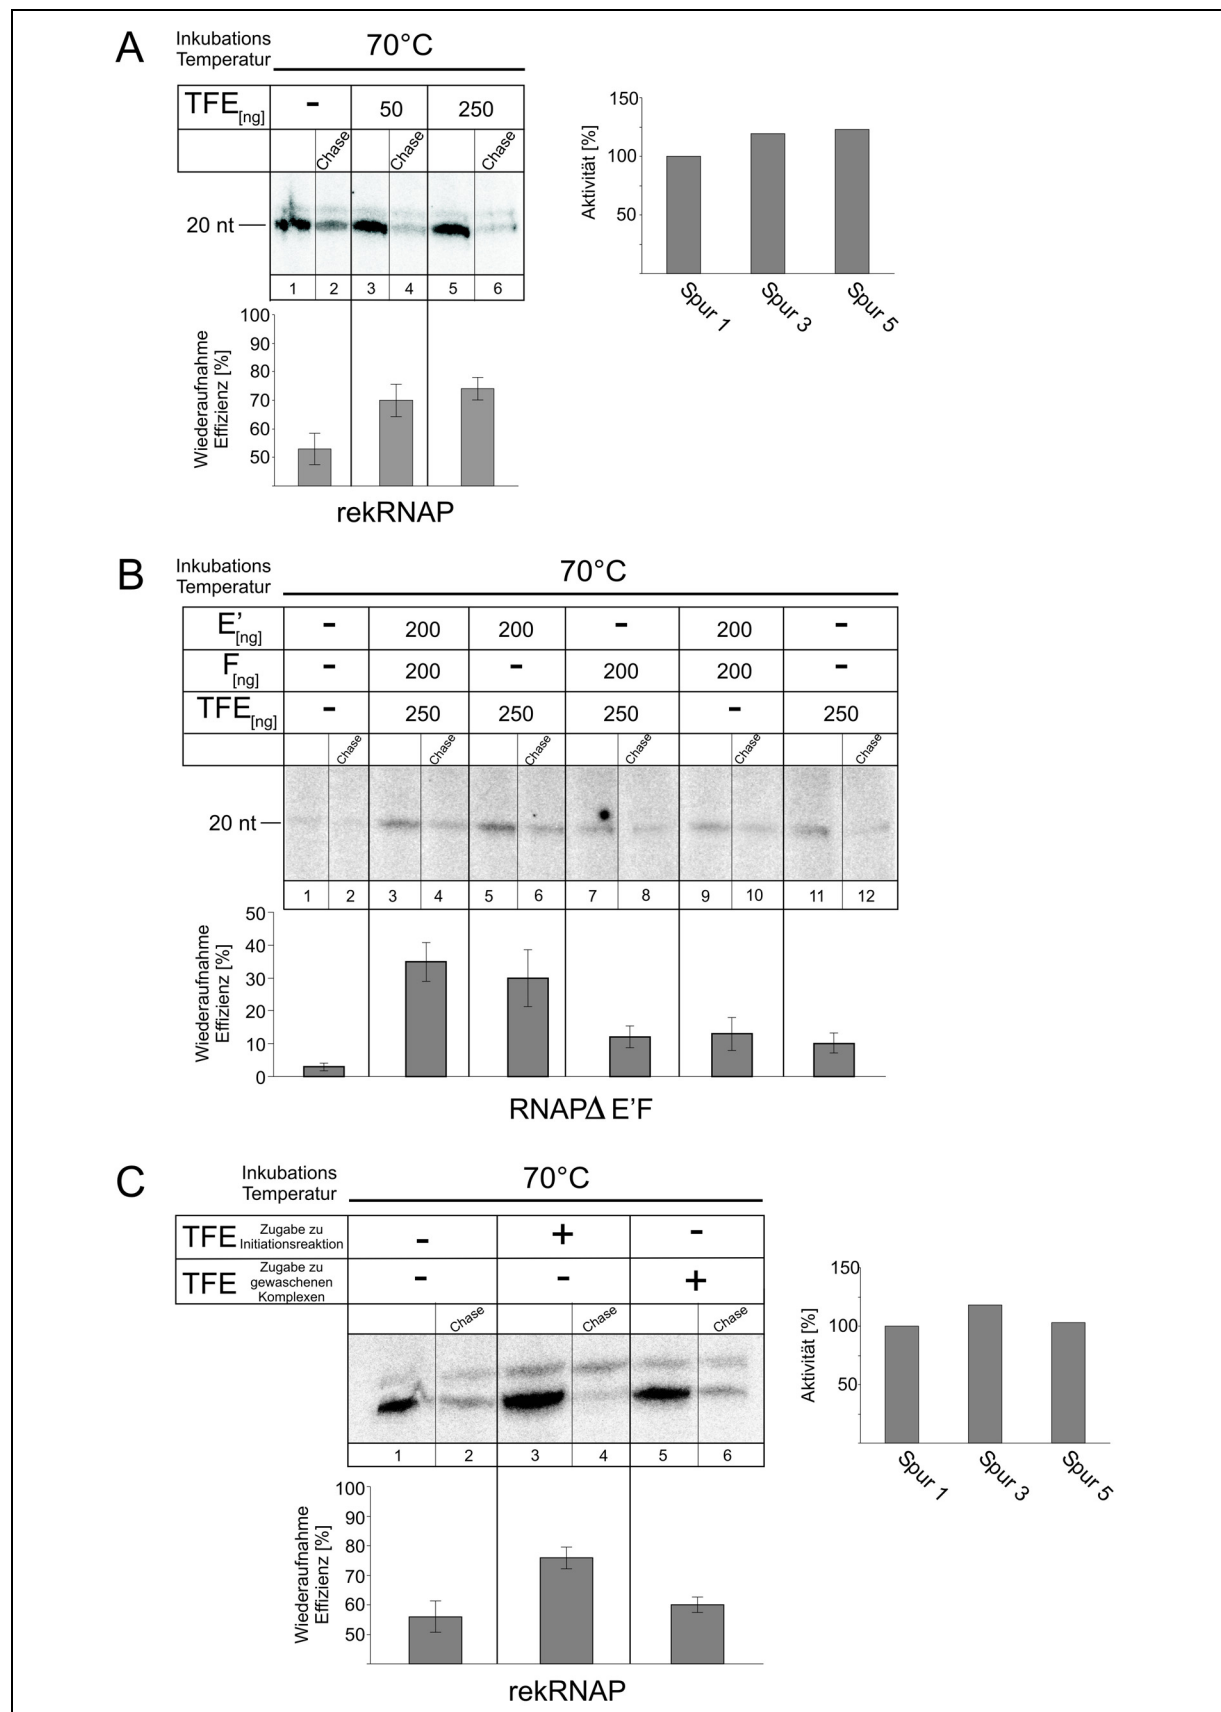 A
Inkubations
Temperatur
70°C
TFE[ng]
-
50
250
Chase
Chase
Chase
20 nt
1 2 3 4 5 6
Wiederaufnahme
Effizienz [%]
100
90
80
70
60
50
rekRNAP
Aktivität [%]
150
100
50
Spur 1
Spur 3
Spur 5
B
Inkubations
Temperatur
70°C
E'[ng] - 200 200 - 200 -
F[ng] - 200 - 200 200 -
TFE[ng] - 250 250 250 - 250
Chase Chase Chase Chase Chase Chase
20 nt
1 2 3 4 5 6 7 8 9 10 11 12
Wiederaufnahme
Effizienz [%]
50
40
30
20
10
0
RNAPΔ E'F
C
Inkubations
Temperatur
70°C
TFE Zugabe zu
Initiationsreaktion
- + -
TFE Zugabe zu
gewaschenen
Komplexen
- - +
Chase Chase Chase
1 2 3 4 5 6
Wiederaufnahme
Effizienz [%]
100
90
80
70
60
50
rekRNAP
Aktivität [%]
150
100
50
Spur 1
Spur 3
Spur 5